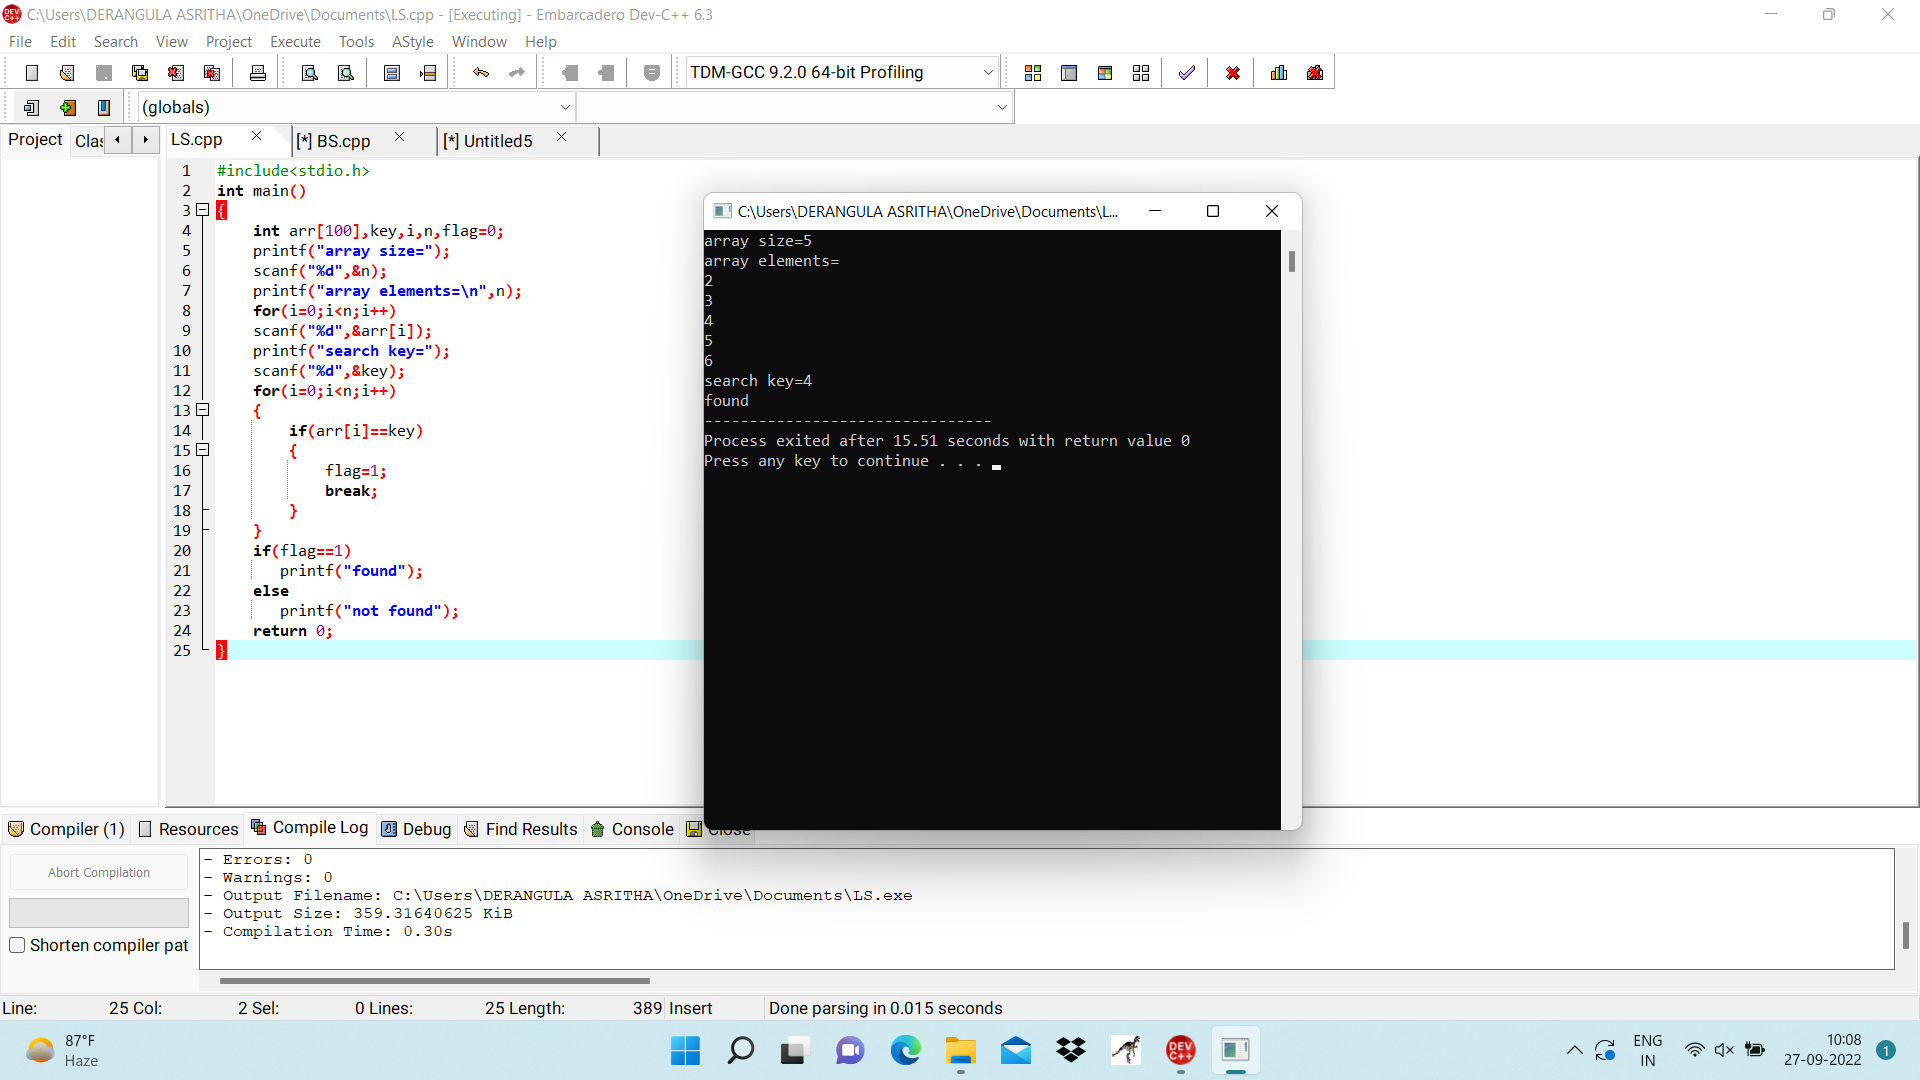 C:\Users\DERANGULA ASRITHA\OneDrive\Documents\LS.cpp - [Executing] - Embarcadero Dev-C++ 6.3
File Edit Search View Project Execute Tools AStyle Window Help
TDM-GCC 9.2.0 64-bit Profiling
(globals)
Project Clas LS.cpp [*] BS.cpp [*] Untitled5
1 #include<stdio.h>
2 int main()
3 {
4 int arr[100],key,i,n,flag=0;
5 printf("array size=");
6 scanf("%d",&n);
7 printf("array elements=\n",n);
8 for(i=0;i<n;i++)
9 scanf("%d",&arr[i]);
10 printf("search key=");
11 scanf("%d",&key);
12 for(i=0;i<n;i++)
13 {
14 if(arr[i]==key)
15 {
16 flag=1;
17 break;
18 }
19 }
20 if(flag==1)
21 printf("found");
22 else
23 printf("not found");
24 return 0;
25 }
C:\Users\DERANGULA ASRITHA\OneDrive\Documents\L...
array size=5
array elements=
2
3
4
5
6
search key=4
found
--------------------------------
Process exited after 15.51 seconds with return value 0
Press any key to continue . . .
Compiler (1) Resources Compile Log Debug Find Results Console Close
Abort Compilation
Shorten compiler pat
- Errors: 0
- Warnings: 0
- Output Filename: C:\Users\DERANGULA ASRITHA\OneDrive\Documents\LS.exe
- Output Size: 359.31640625 KiB
- Compilation Time: 0.30s
Line: 25 Col: 2 Sel: 0 Lines: 25 Length: 389 Insert Done parsing in 0.015 seconds
87°F
Haze
DEV
C++
ENG
IN
10:08
27-09-2022
1